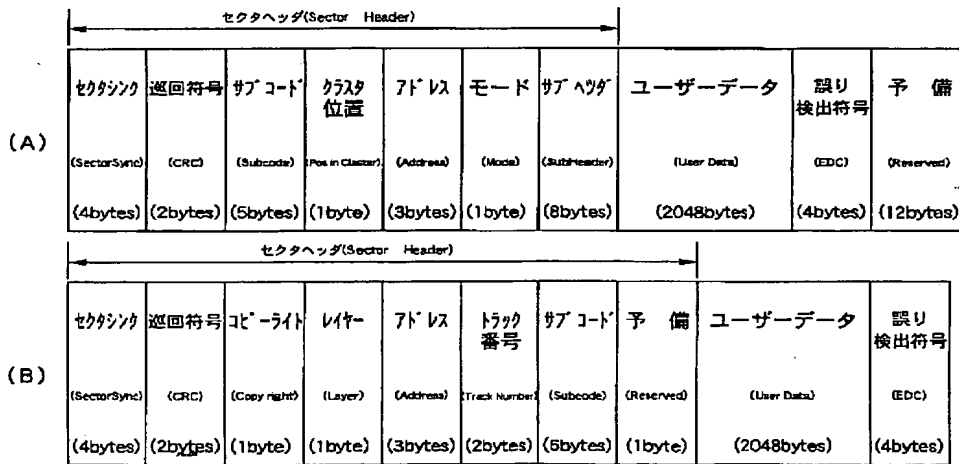 セクタヘッダ(Sector Header)
(A)
セクタシンク 巡回符号 サブコード クラスタ アドレス モード サブヘッダ ユーザーデータ 誤り 予 備
位置 検出符号
(SectorSync) (CRC) (Subcode) (Pos in Cluster) (Address) (Mode) (SubHeader) (User Data) (EDC) (Reserved)
(4bytes) (2bytes) (5bytes) (1byte) (3bytes) (1byte) (8bytes) (2048bytes) (4bytes) (12bytes)
セクタヘッダ(Sector Header)
(B)
セクタシンク 巡回符号 コピーライト レイヤー アドレス トラック サブコード 予 備 ユーザーデータ 誤り
番号 検出符号
(SectorSync) (CRC) (Copy right) (Layer) (Address) (Track Number) (Subcode) (Reserved) (User Data) (EDC)
(4bytes) (2bytes) (1byte) (1byte) (3bytes) (2bytes) (5bytes) (1byte) (2048bytes) (4bytes)